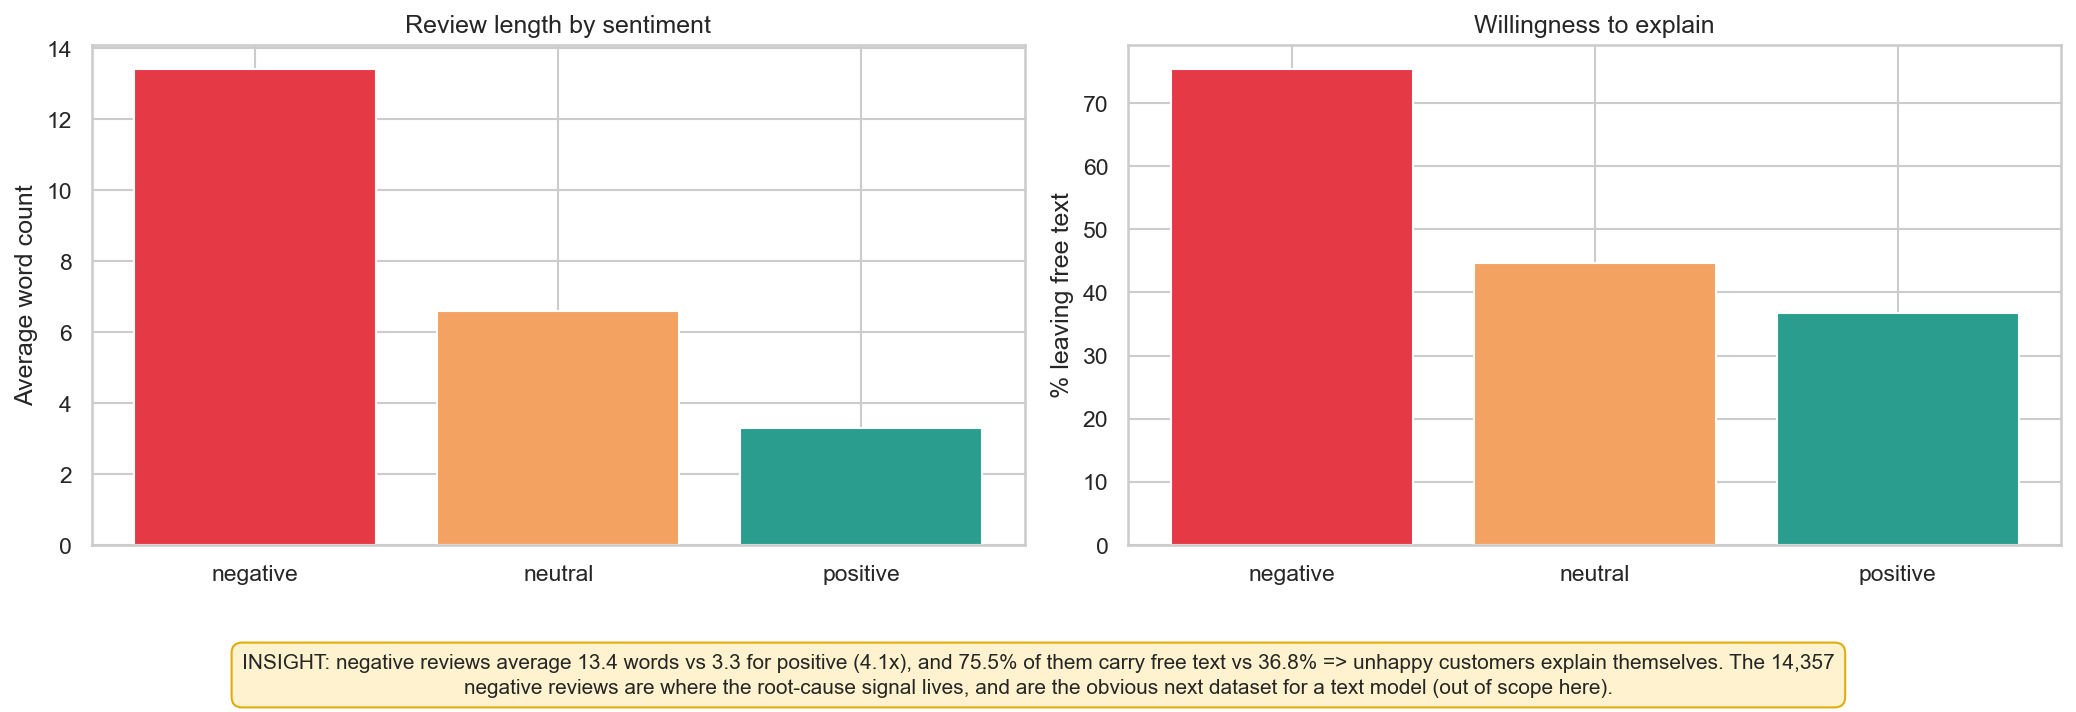 Review length by sentiment
Average word count
14
12
10
8
6
4
2
0
negative neutral positive
Willingness to explain
% leaving free text
70
60
50
40
30
20
10
0
negative neutral positive
INSIGHT: negative reviews average 13.4 words vs 3.3 for positive (4.1x), and 75.5% of them carry free text vs 36.8% => unhappy customers explain themselves. The 14,357
negative reviews are where the root-cause signal lives, and are the obvious next dataset for a text model (out of scope here).